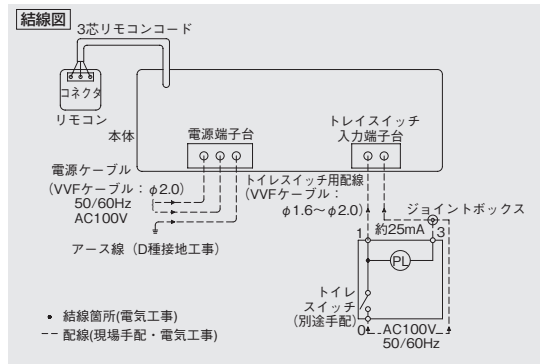 結線図
3芯リモコンコード
コネクタ
リモコン
本体
電源端子台
トレイスイッチ
入力端子台
電源ケーブル
(VVFケーブル：φ2.0)
50/60Hz
AC100V
アース線（D種接地工事）
トイレスイッチ用配線
(VVFケーブル：
φ1.6〜φ2.0)
ジョイントボックス
約25mA
1
3
PL
トイレ
スイッチ
(別途手配)
0
AC100V
50/60Hz
• 結線箇所(電気工事)
-- 配線(現場手配・電気工事)